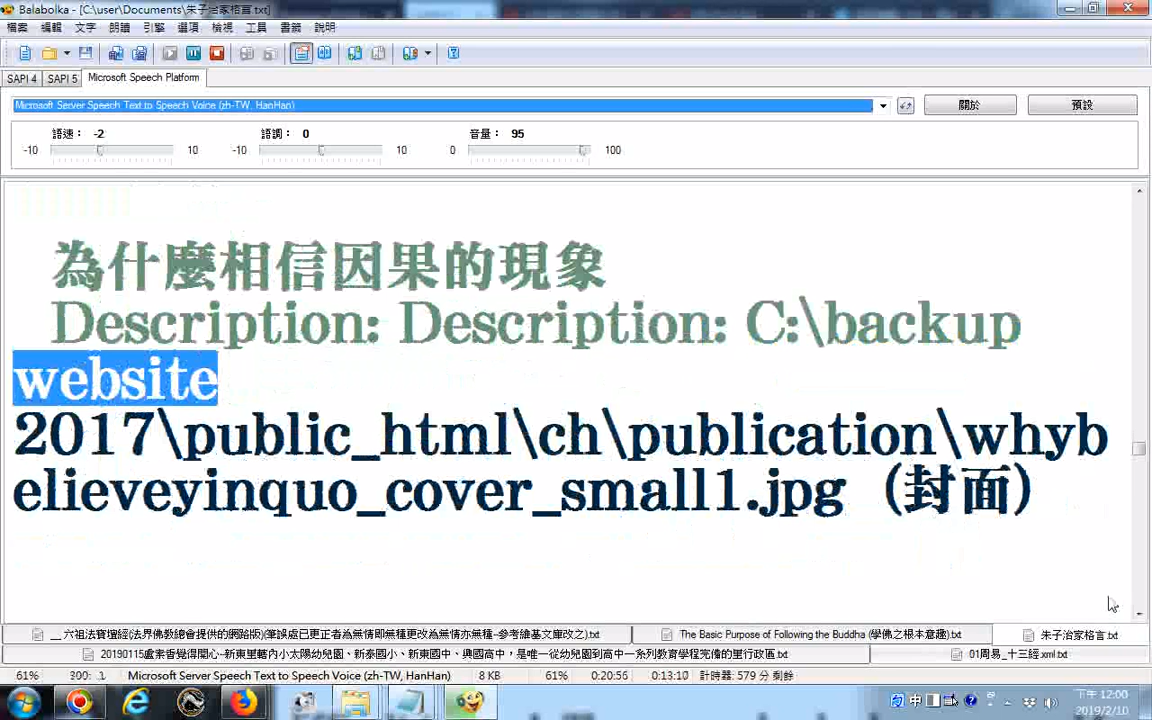 Balabolka - [C:\user\Documents\朱子治家格言.txt]
檔案 編輯 文字 朗讀 引擎 選項 檢視 工具 書籤 說明
SAPI 4 SAPI 5 Microsoft Speech Platform
Microsoft Server Speech Text to Speech Voice (zh-TW, HanHan) 關於 預設
語速： -2 語調： 0 音量： 95
-10 10 -10 10 0 100
為什麼相信因果的現象
Description: Description: C:\backup
website
2017\public_html\ch\publication\whyb
elieveyinquo_cover_small1.jpg (封面)
__六祖法寶壇經(法界佛教總會提供的網路版)(筆誤處已更正者為無情即無種更改為無情亦無種--參考維基文庫改之).txt The Basic Purpose of Following the Buddha (學佛之根本意趣).txt 朱子治家格言.txt
20190115處案皆覺得開心--新東里轄內小太陽幼兒園、新泰國小、新東國中、興國高中，是唯一從幼兒園到高中一系列教育學程完俻的里行政區.txt 01周易_十三經.xml.txt
61% 300: 1 Microsoft Server Speech Text to Speech Voice (zh-TW, HanHan) 8 KB 61% 0:20:56 0:13:10 計時器: 579 分 剩餘
中 下午 12:00
2019/2/10